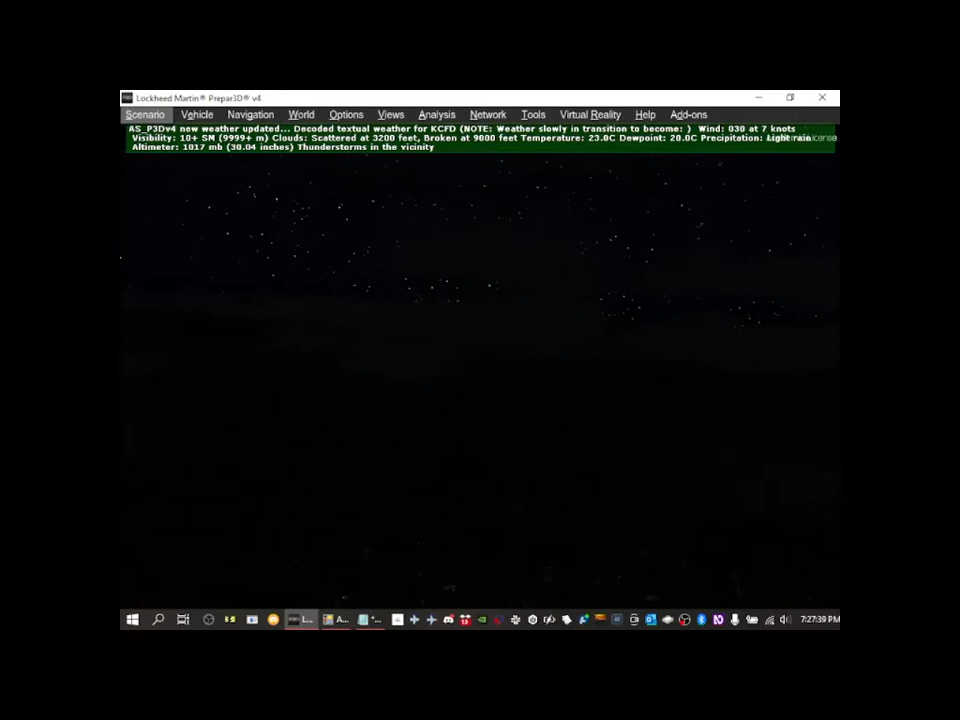 Lockheed Martin® Prepar3D® v4
Scenario Vehicle Navigation World Options Views Analysis Network Tools Virtual Reality Help Add-ons
AS_P3Dv4 new weather updated... Decoded textual weather for KCFD (NOTE: Weather slowly in transition to become: ) Wind: 030 at 7 knots
Visibility: 10+ SM (9999+ m) Clouds: Scattered at 3200 feet, Broken at 9000 feet Temperature: 23.0C Dewpoint: 20.0C Precipitation: Light rain
Altimeter: 1017 mb (30.04 inches) Thunderstorms in the vicinity
L... A... "... 7:27:39 PM